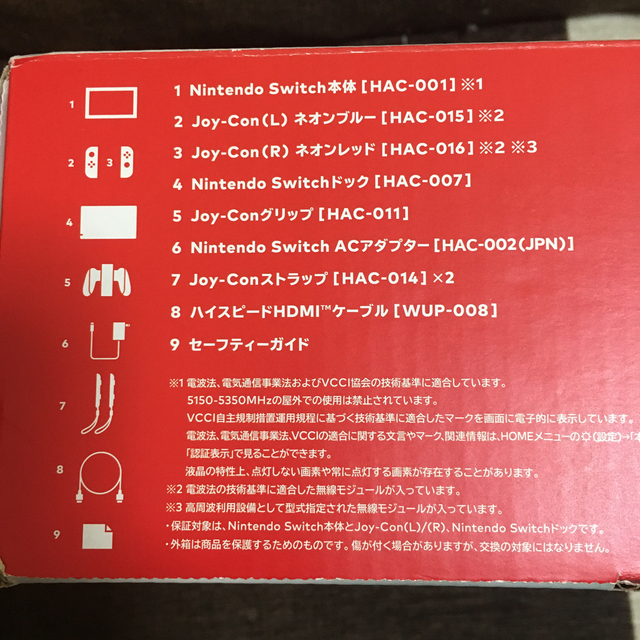 1 Nintendo Switch本体 [HAC-001] ※1
2 Joy-Con(L) ネオンブルー [HAC-015] ※2
3 Joy-Con(R) ネオンレッド [HAC-016] ※2 ※3
4 Nintendo Switchドック [HAC-007]
5 Joy-Conグリップ [HAC-011]
6 Nintendo Switch ACアダプター [HAC-002(JPN)]
7 Joy-Conストラップ [HAC-014] ×2
8 ハイスピードHDMI™ケーブル [WUP-008]
9 セーフティーガイド
1
2 3
4
5
6
7
8
9
※1 電波法、電気通信事業法およびVCCI協会の技術基準に適合しています。
5150-5350MHzの屋外での使用は禁止されています。
VCCI自主規制措置運用規程に基づく技術基準に適合したマークを画面に電子的に表示しています。
電波法、電気通信事業法、VCCIの適合に関する文言やマーク、関連情報は、HOMEメニューの(設定)→「本
「認証表示」で見ることができます。
液晶の特性上、点灯しない画素や常に点灯する画素が存在することがあります。
※2 電波法の技術基準に適合した無線モジュールが入っています。
※3 高周波利用設備として型式指定された無線モジュールが入っています。
・保証対象は、Nintendo Switch本体とJoy-Con(L)/(R)、Nintendo Switchドックです。
・外箱は商品を保護するためのものです。傷が付く場合がありますが、交換の対象にはなりません。